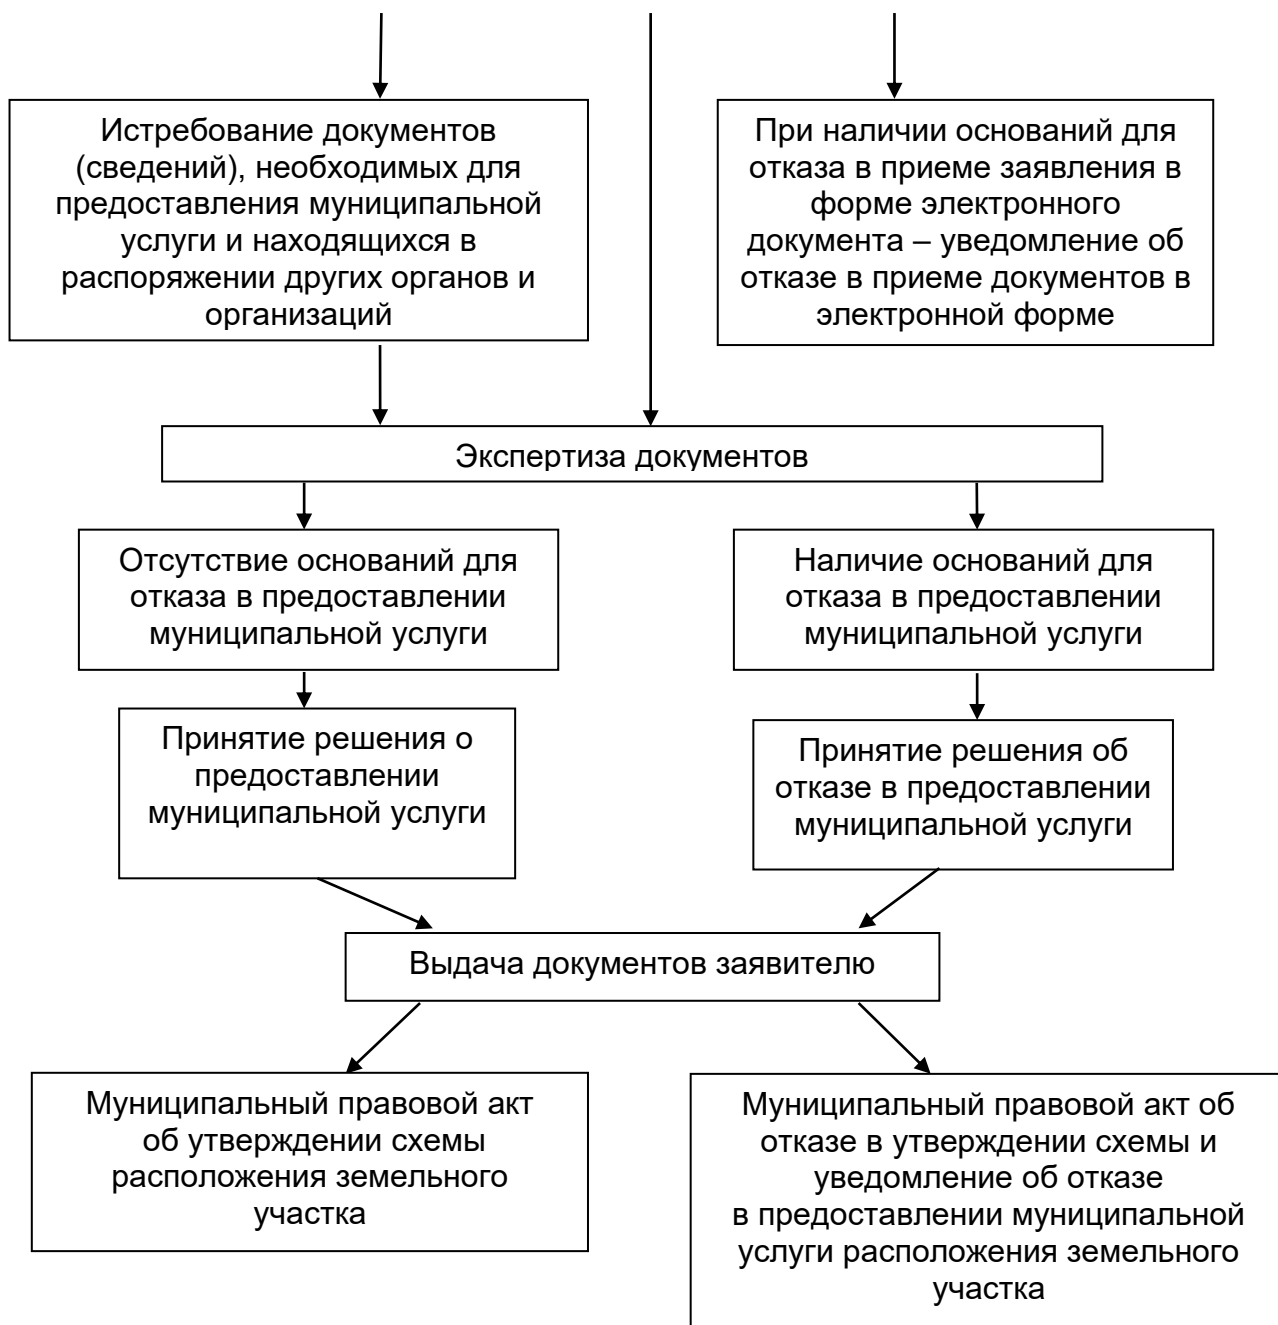 Истребование документов
(сведений), необходимых для
предоставления муниципальной
услуги и находящихся в
распоряжении других органов и
организаций
При наличии оснований для
отказа в приеме заявления в
форме электронного
документа – уведомление об
отказе в приеме документов в
электронной форме
Экспертиза документов
Отсутствие оснований для
отказа в предоставлении
муниципальной услуги
Наличие оснований для
отказа в предоставлении
муниципальной услуги
Принятие решения о
предоставлении
муниципальной услуги
Принятие решения об
отказе в предоставлении
муниципальной услуги
Выдача документов заявителю
Муниципальный правовой акт
об утверждении схемы
расположения земельного
участка
Муниципальный правовой акт об
отказе в утверждении схемы и
уведомление об отказе
в предоставлении муниципальной
услуги расположения земельного
участка